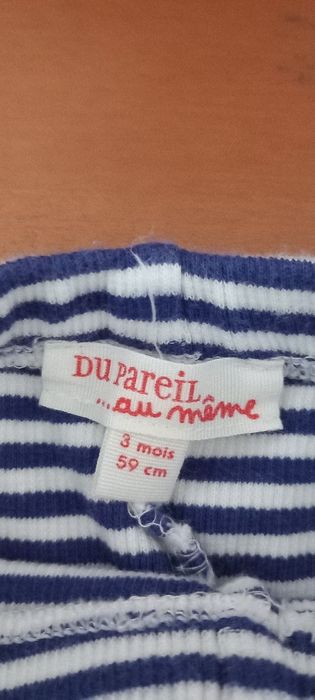 DU PAREIL
...au même
3 mois
59 cm